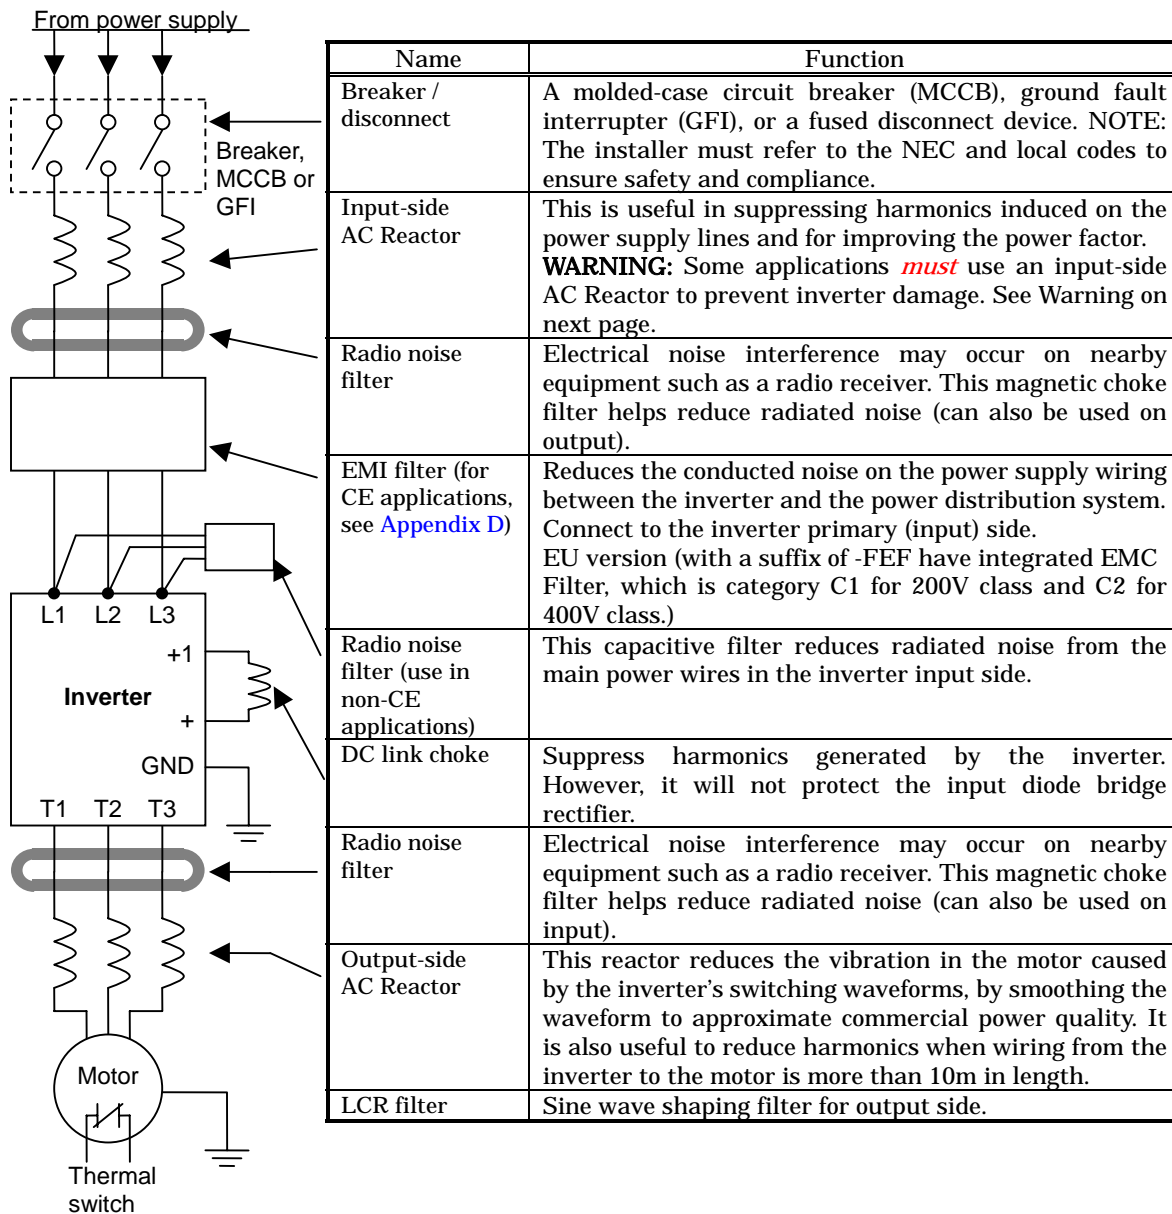 From power supply
Breaker,
MCCB or
GFI
L1 L2 L3
+1
Inverter
+
GND
T1 T2 T3
Motor
Thermal
switch
Name Function
Breaker /
disconnect
A molded-case circuit breaker (MCCB), ground fault
interrupter (GFI), or a fused disconnect device. NOTE:
The installer must refer to the NEC and local codes to
ensure safety and compliance.
Input-side
AC Reactor
This is useful in suppressing harmonics induced on the
power supply lines and for improving the power factor.
WARNING: Some applications must use an input-side
AC Reactor to prevent inverter damage. See Warning on
next page.
Radio noise
filter
Electrical noise interference may occur on nearby
equipment such as a radio receiver. This magnetic choke
filter helps reduce radiated noise (can also be used on
output).
EMI filter (for
CE applications,
see Appendix D)
Reduces the conducted noise on the power supply wiring
between the inverter and the power distribution system.
Connect to the inverter primary (input) side.
EU version (with a suffix of -FEF have integrated EMC
Filter, which is category C1 for 200V class and C2 for
400V class.)
Radio noise
filter (use in
non-CE
applications)
This capacitive filter reduces radiated noise from the
main power wires in the inverter input side.
DC link choke
Suppress harmonics generated by the inverter.
However, it will not protect the input diode bridge
rectifier.
Radio noise
filter
Electrical noise interference may occur on nearby
equipment such as a radio receiver. This magnetic choke
filter helps reduce radiated noise (can also be used on
input).
Output-side
AC Reactor
This reactor reduces the vibration in the motor caused
by the inverter's switching waveforms, by smoothing the
waveform to approximate commercial power quality. It
is also useful to reduce harmonics when wiring from the
inverter to the motor is more than 10m in length.
LCR filter
Sine wave shaping filter for output side.